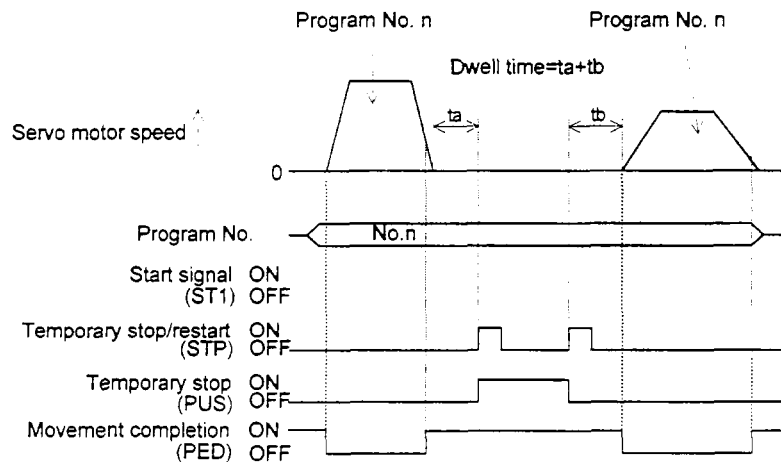 Program No. n
Program No. n
Dwell time=ta+tb
ta
tb
Servo motor speed
0
Program No.
No.n
Start signal ON
(ST1) OFF
Temporary stop/restart ON
(STP) OFF
Temporary stop ON
(PUS) OFF
Movement completion ON
(PED) OFF